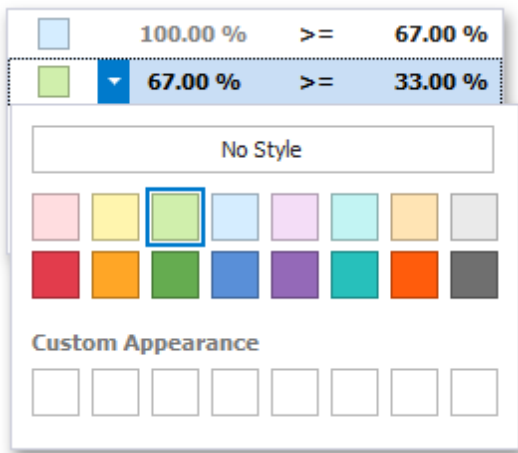 100.00 % >= 67.00 %
67.00 % >= 33.00 %
No Style
Custom Appearance